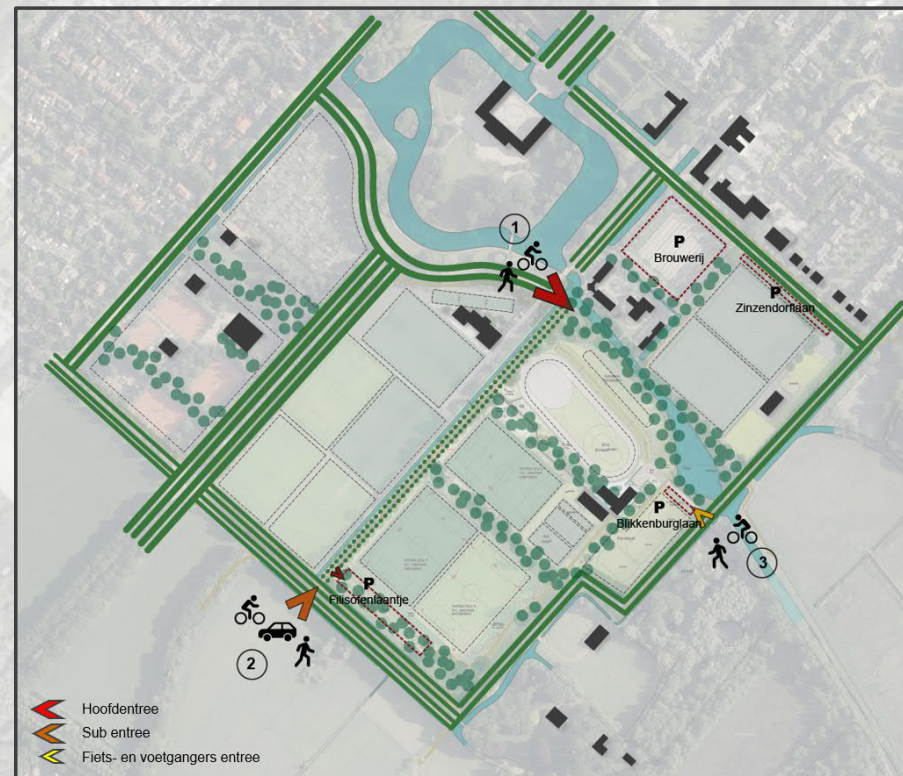 1
P
Brouwerij
P
Zinzendorflaan
P
Blikkenburglaan
3
P
Filisofenlaantje
2
Hoofdentree
Sub entree
Fiets- en voetgangers entree